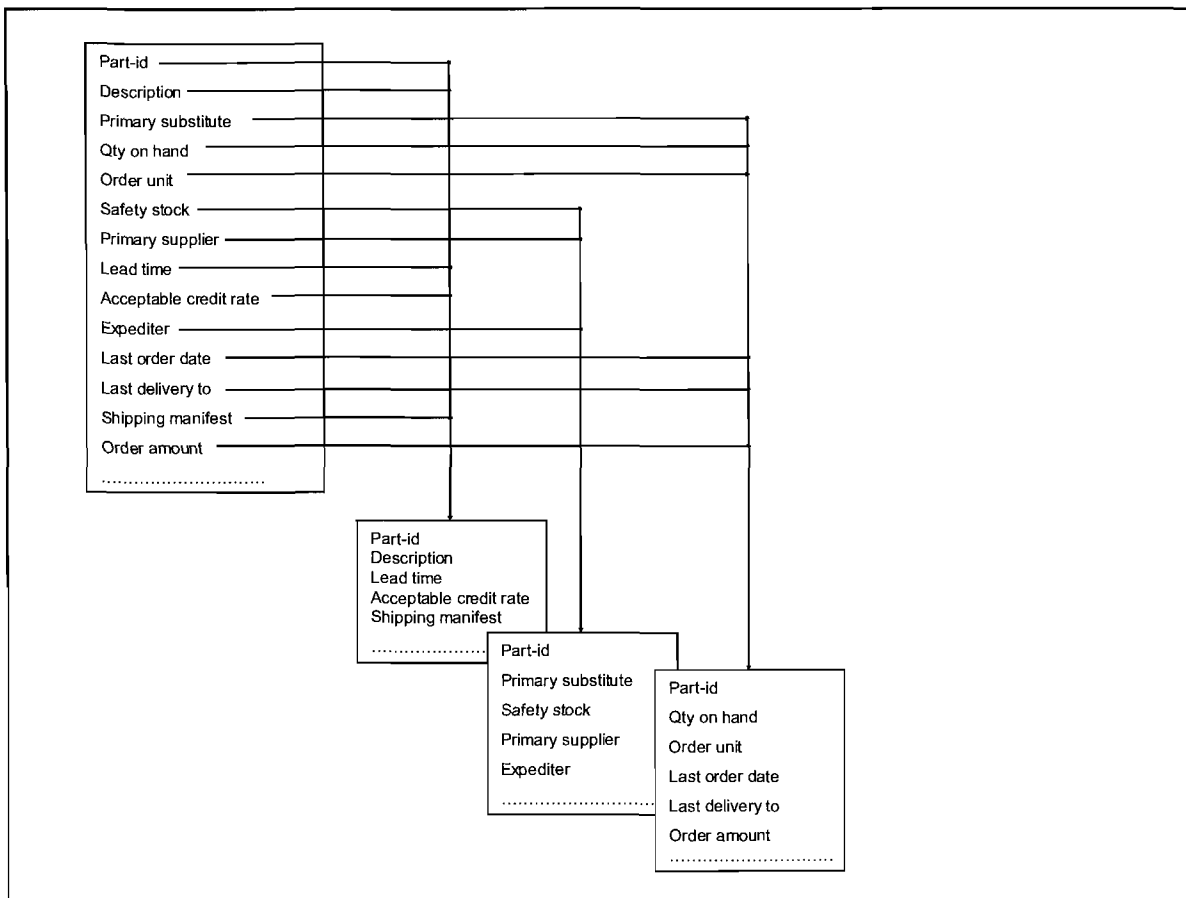 Part-id
Description
Primary substitute
Qty on hand
Order unit
Safety stock
Primary supplier
Lead time
Acceptable credit rate
Expediter
Last order date
Last delivery to
Shipping manifest
Order amount
..............................
Part-id
Description
Lead time
Acceptable credit rate
Shipping manifest
.....................
Part-id
Primary substitute
Safety stock
Primary supplier
Expediter
............................
Part-id
Qty on hand
Order unit
Last order date
Last delivery to
Order amount
..............................